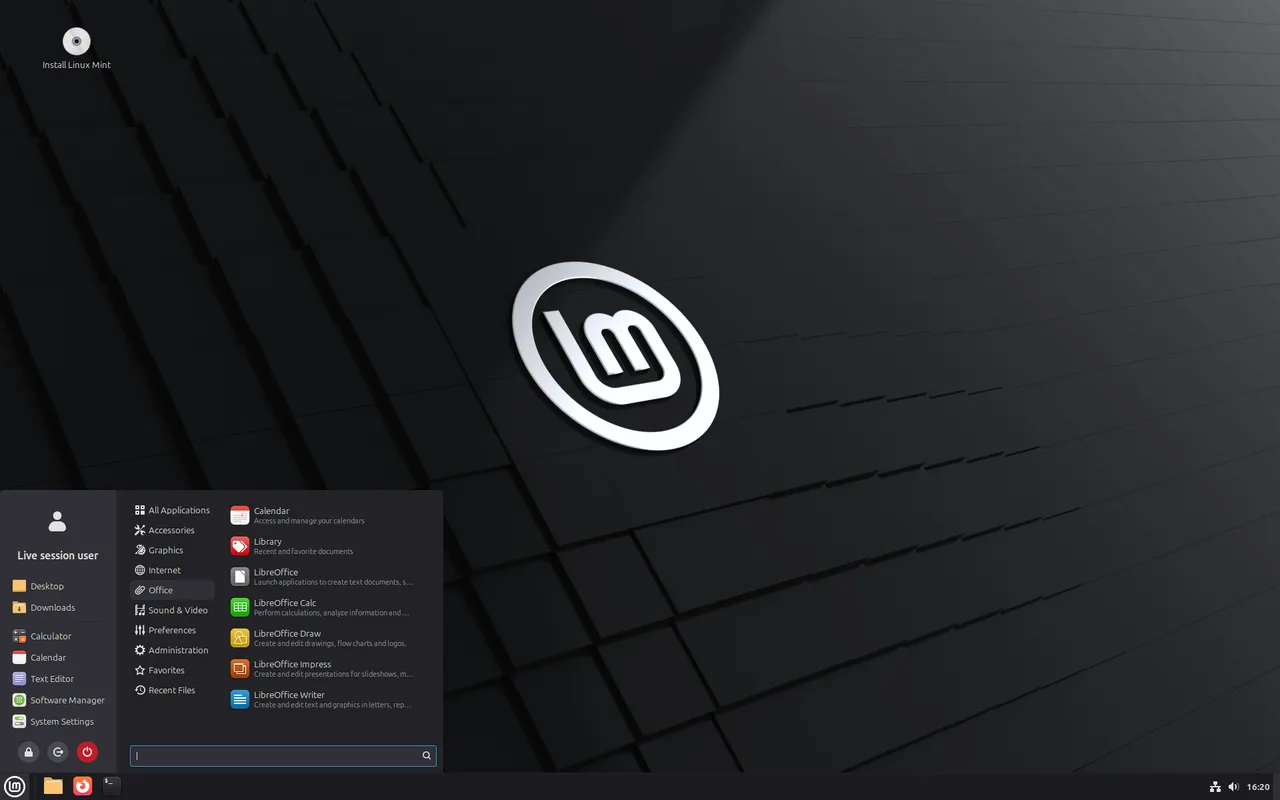 Install Linux Mint
Live session user
Desktop
Downloads
Calculator
Calendar
Text Editor
Software Manager
System Settings
All Applications
Accessories
Graphics
Internet
Office
Sound & Video
Preferences
Administration
Favorites
Recent Files
Calendar
Access and manage your calendars
Library
Recent and favorite documents
LibreOffice
Launch applications to create text documents, s...
LibreOffice Calc
Perform calculations, analyze information and ...
LibreOffice Draw
Create and edit drawings, flow charts and logos.
LibreOffice Impress
Create and edit presentations for slideshows, m...
LibreOffice Writer
Create and edit text and graphics in letters, rep...
16:20